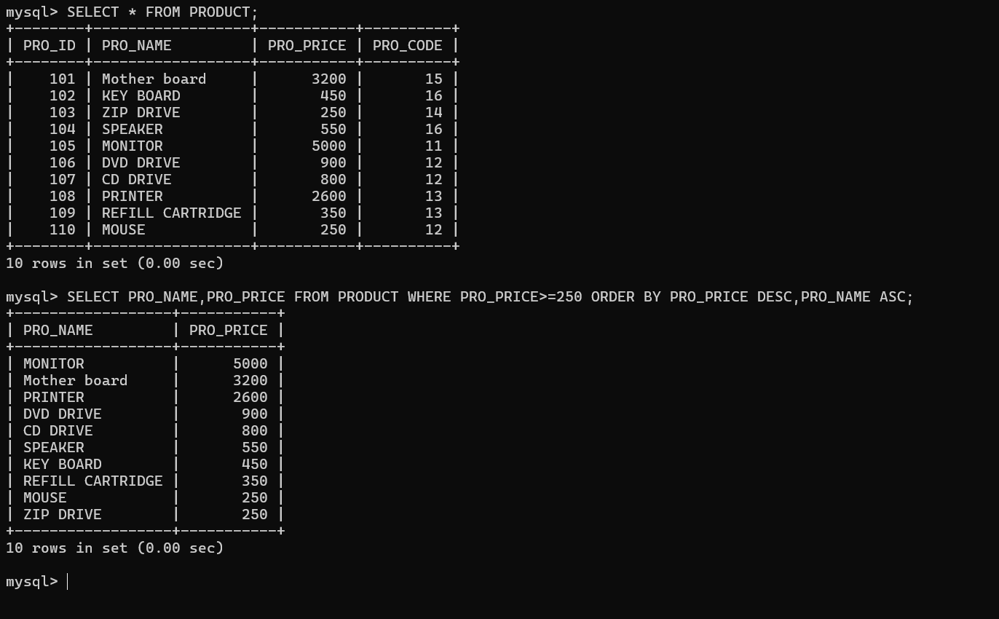 mysql> SELECT * FROM PRODUCT;
+--------+-----------------+-----------+----------+
| PRO_ID | PRO_NAME        | PRO_PRICE | PRO_CODE |
+--------+-----------------+-----------+----------+
|    101 | Mother board    |      3200 |       15 |
|    102 | KEY BOARD       |       450 |       16 |
|    103 | ZIP DRIVE       |       250 |       14 |
|    104 | SPEAKER         |       550 |       16 |
|    105 | MONITOR         |      5000 |       11 |
|    106 | DVD DRIVE       |       900 |       12 |
|    107 | CD DRIVE        |       800 |       12 |
|    108 | PRINTER         |      2600 |       13 |
|    109 | REFILL CARTRIDGE |       350 |       13 |
|    110 | MOUSE           |       250 |       12 |
+--------+-----------------+-----------+----------+
10 rows in set (0.00 sec)

mysql> SELECT PRO_NAME,PRO_PRICE FROM PRODUCT WHERE PRO_PRICE>=250 ORDER BY PRO_PRICE DESC,PRO_NAME ASC;
+------------------+-----------+
| PRO_NAME         | PRO_PRICE |
+------------------+-----------+
| MONITOR          |      5000 |
| Mother board     |      3200 |
| PRINTER          |      2600 |
| DVD DRIVE        |       900 |
| CD DRIVE         |       800 |
| SPEAKER          |       550 |
| KEY BOARD        |       450 |
| REFILL CARTRIDGE |       350 |
| MOUSE            |       250 |
| ZIP DRIVE        |       250 |
+------------------+-----------+
10 rows in set (0.00 sec)

mysql>